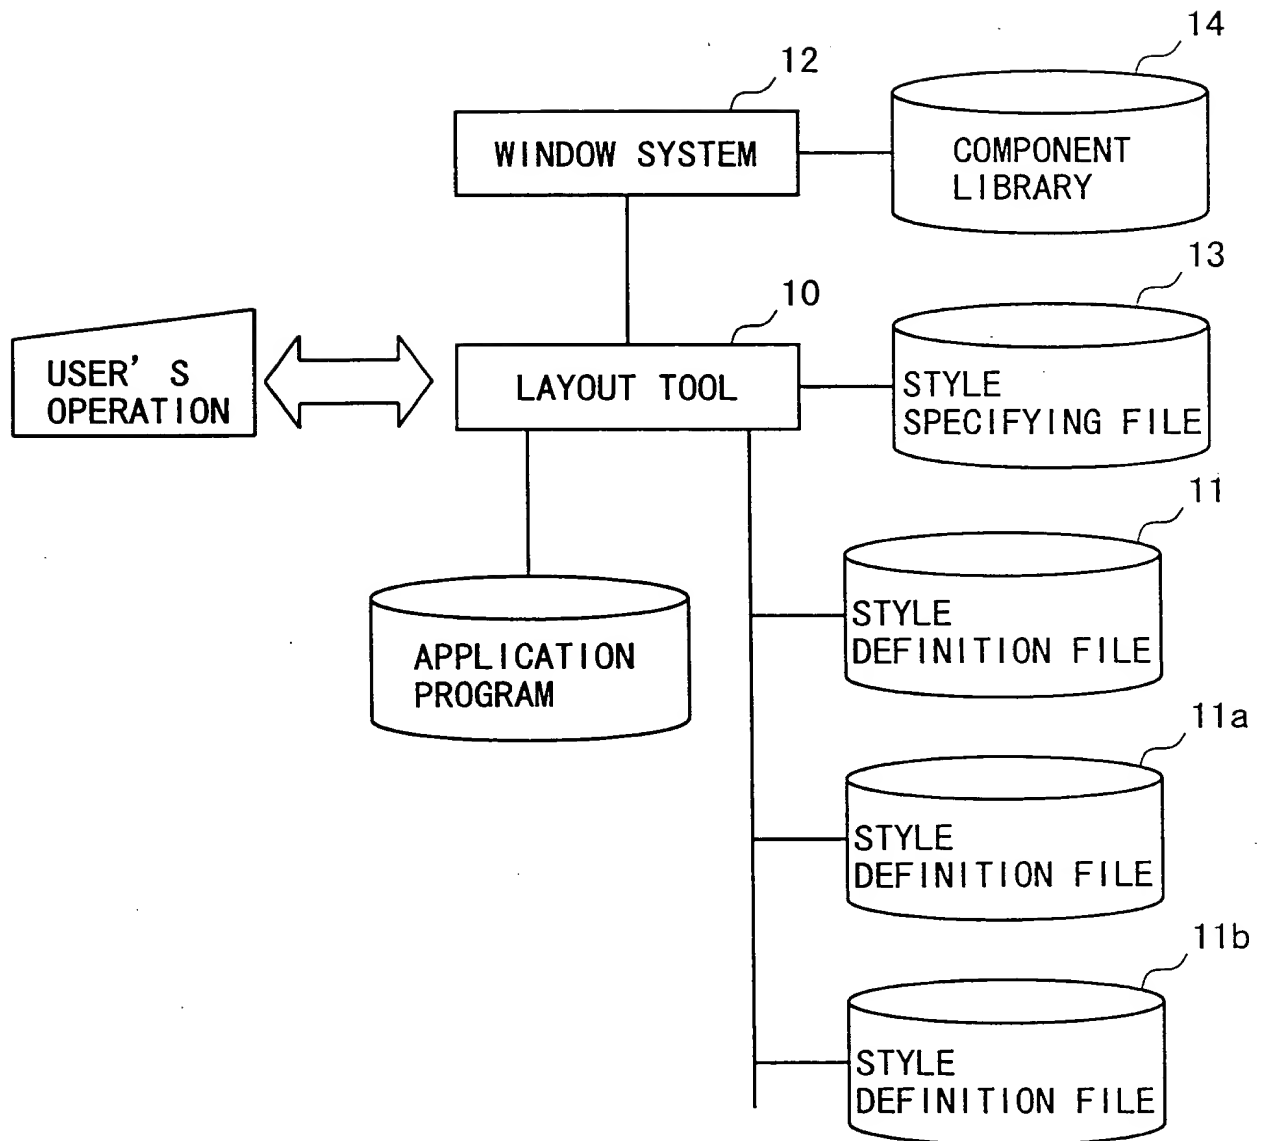 14
12
WINDOW SYSTEM
COMPONENT
LIBRARY
13
10
USER'S
OPERATION
LAYOUT TOOL
STYLE
SPECIFYING FILE
11
STYLE
DEFINITION FILE
APPLICATION
PROGRAM
11a
STYLE
DEFINITION FILE
11b
STYLE
DEFINITION FILE